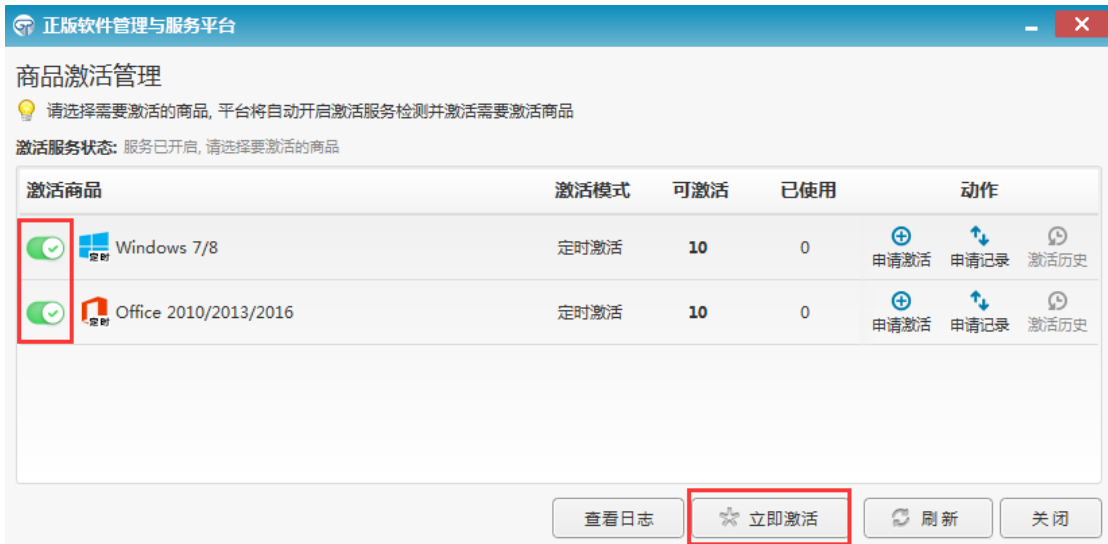 正版软件管理与服务平台
商品激活管理
请选择需要激活的商品, 平台将自动开启激活服务检测并激活需要激活商品
激活服务状态: 服务已开启, 请选择要激活的商品
激活商品 激活模式 可激活 已使用 动作
定时 Windows 7/8 定时激活 10 0 申请激活 申请记录 激活历史
定时 Office 2010/2013/2016 定时激活 10 0 申请激活 申请记录 激活历史
查看日志 立即激活 刷新 关闭